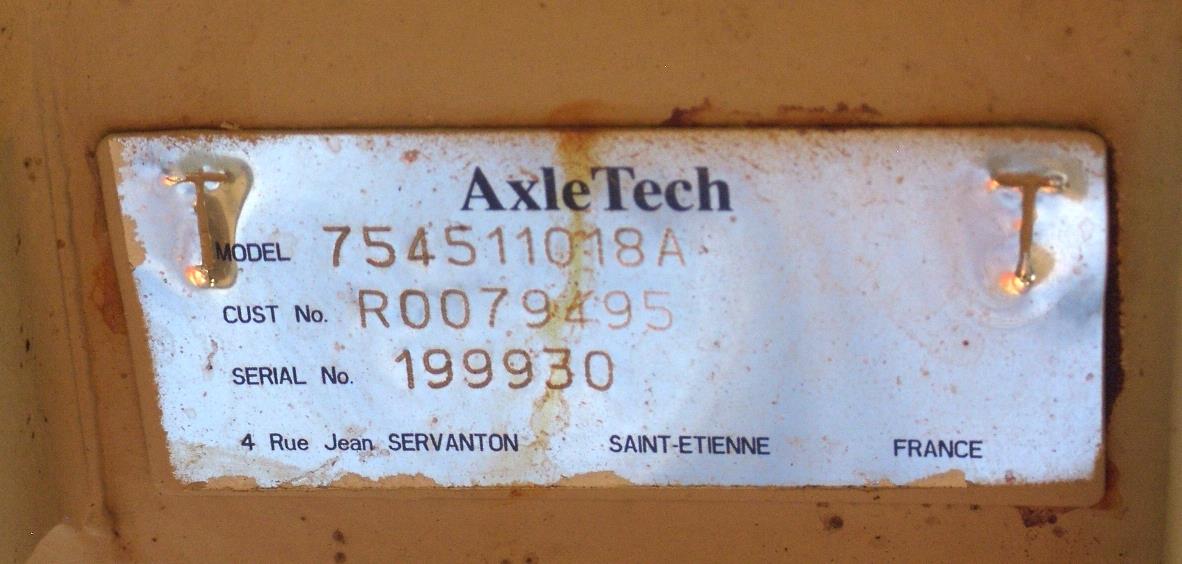 AxleTech
MODEL 754511018A
CUST No. R0079495
SERIAL No. 199930
4 Rue Jean SERVANTON SAINT-ETIENNE FRANCE